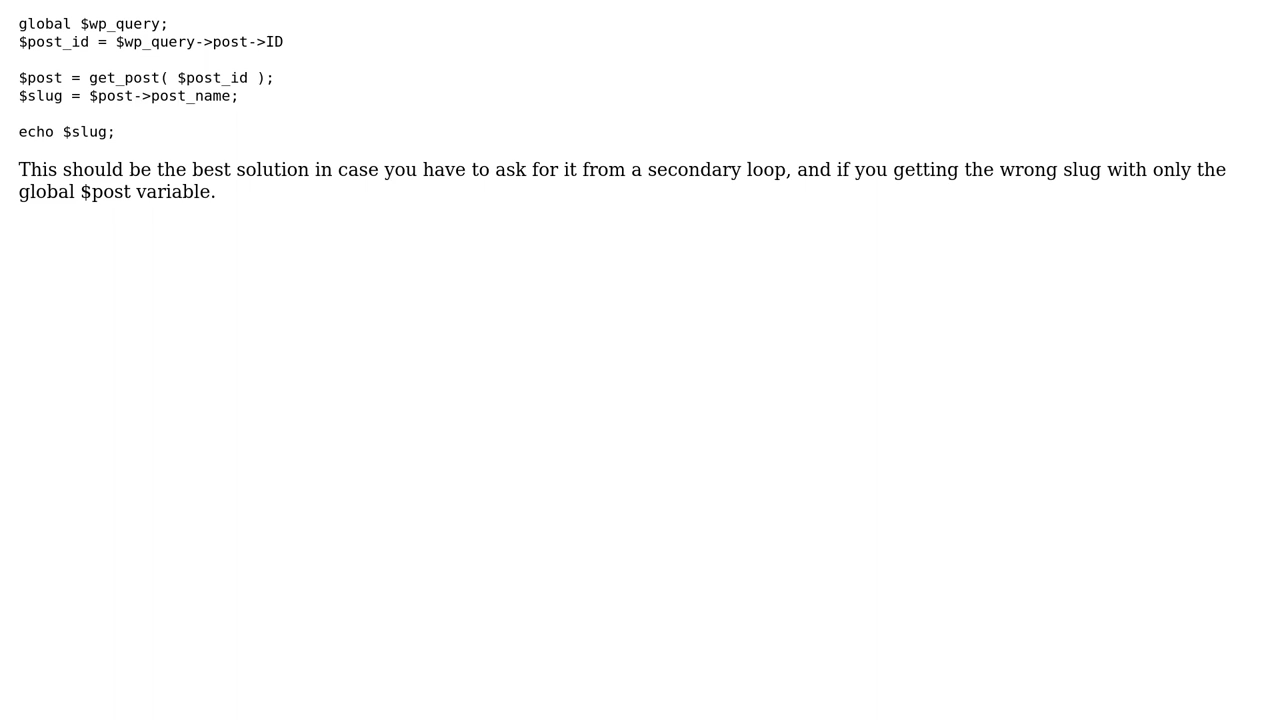 global $wp_query;
$post_id = $wp_query->post->ID
$post = get_post( $post_id );
$slug = $post->post_name;
echo $slug;
This should be the best solution in case you have to ask for it from a secondary loop, and if you getting the wrong slug with only the
global $post variable.